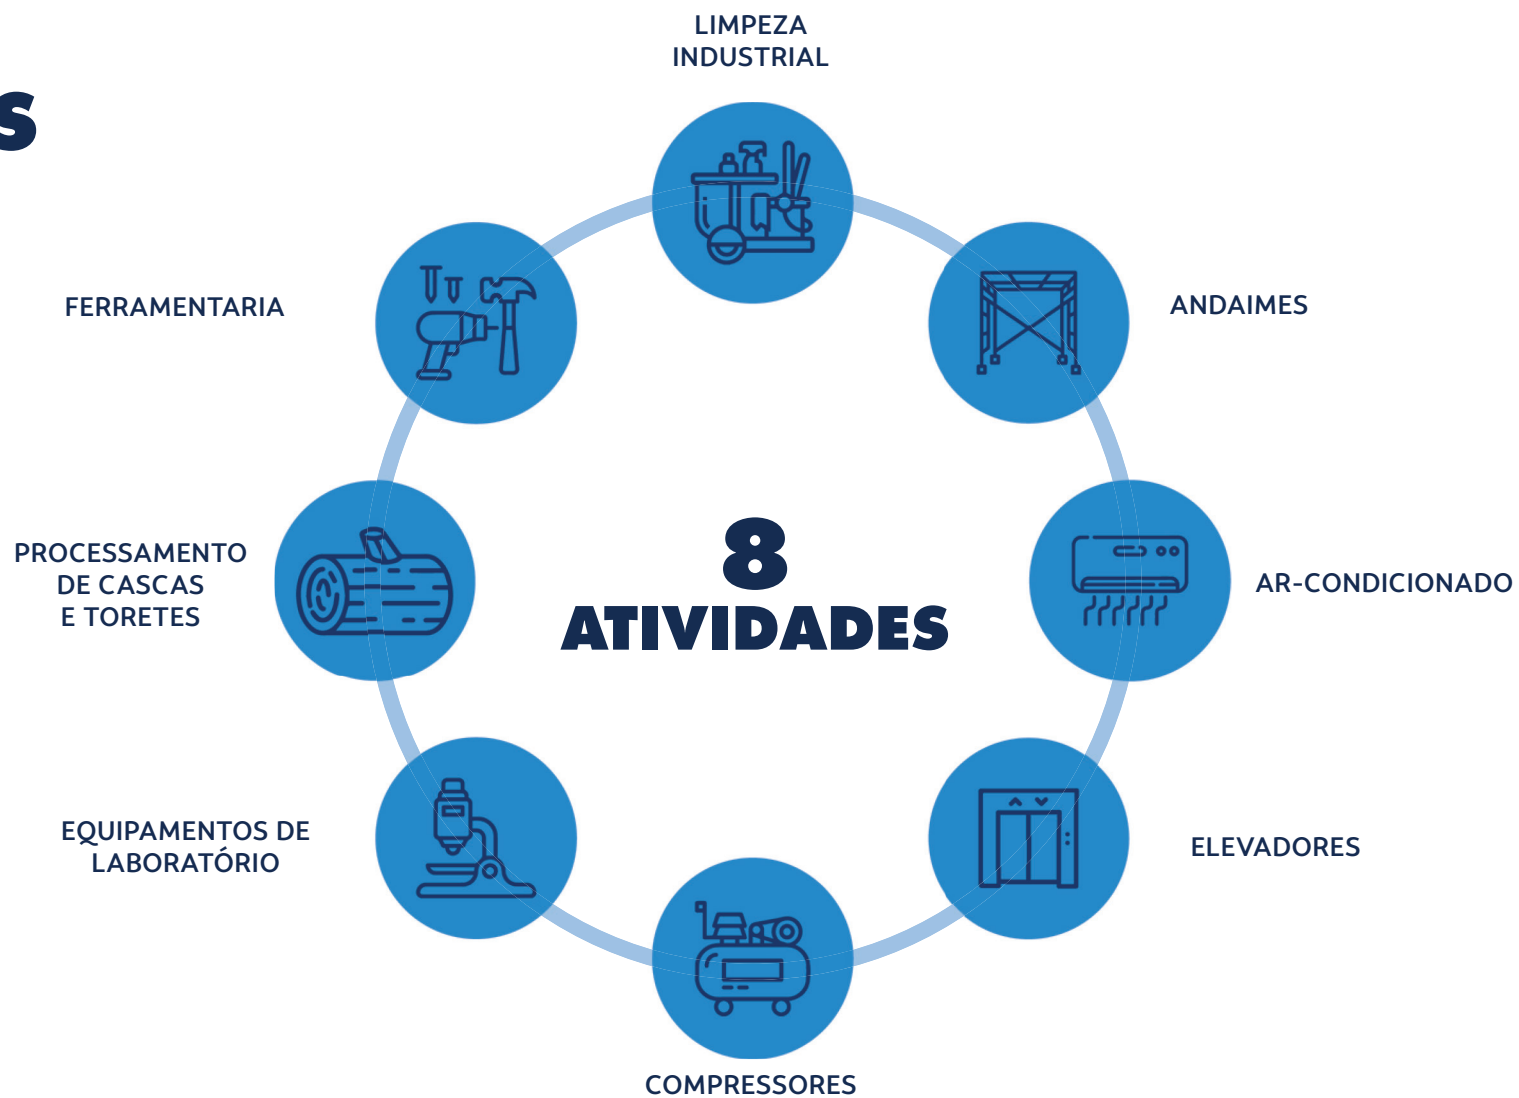 LIMPEZA
INDUSTRIAL
S
FERRAMENTARIA
ANDAIMES
PROCESSAMENTO
DE CASCAS
E TORETES
8
ATIVIDADES
AR-CONDICIONADO
EQUIPAMENTOS DE
LABORATÓRIO
ELEVADORES
COMPRESSORES